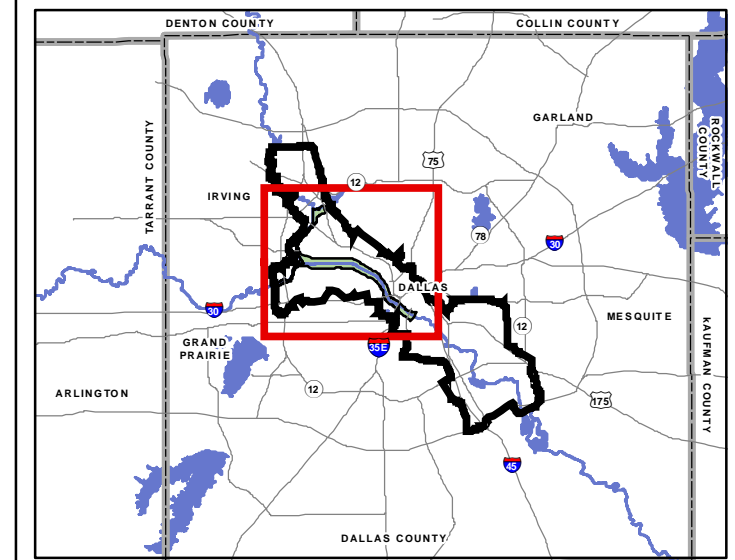 DENTON COUNTY
COLLIN COUNTY
TARRANT COUNTY
GARLAND
ROCKWALL
COUNTY
75
12
IRVING
78
30
DALLAS
30
MESQUITE
12
GRAND
PRAIRIE
35E
KAUFMAN COUNTY
ARLINGTON
12
175
45
DALLAS COUNTY